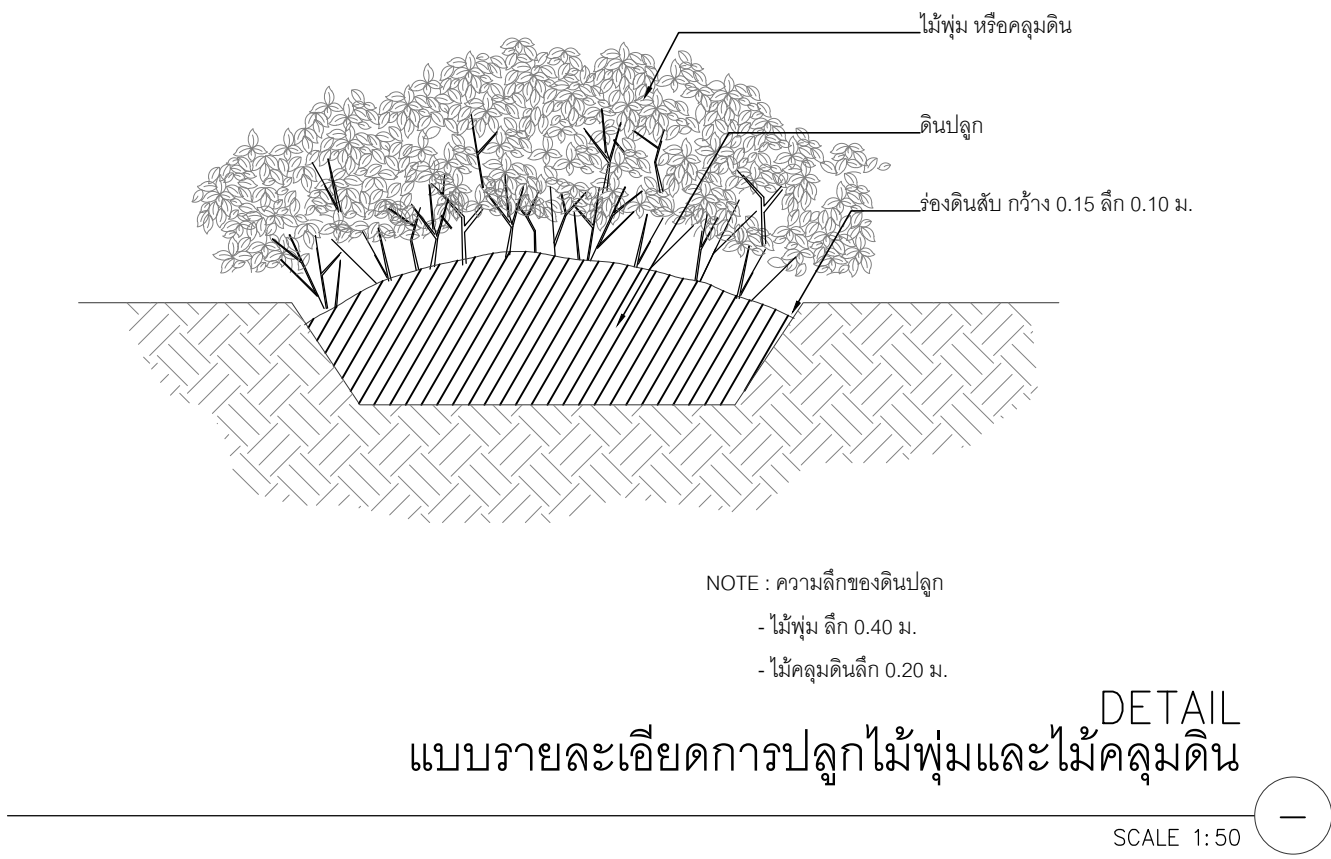 ไม้พุ่ม หรือคลุมดิน
ดินปลูก
ร่องดินสับ กว้าง 0.15 ลึก 0.10 ม.
NOTE : ความลึกของดินปลูก
- ไม้พุ่ม ลึก 0.40 ม.
- ไม้คลุมดินลึก 0.20 ม.
DETAIL
แบบรายละเอียดการปลูกไม้พุ่มและไม้คลุมดิน
SCALE 1:50